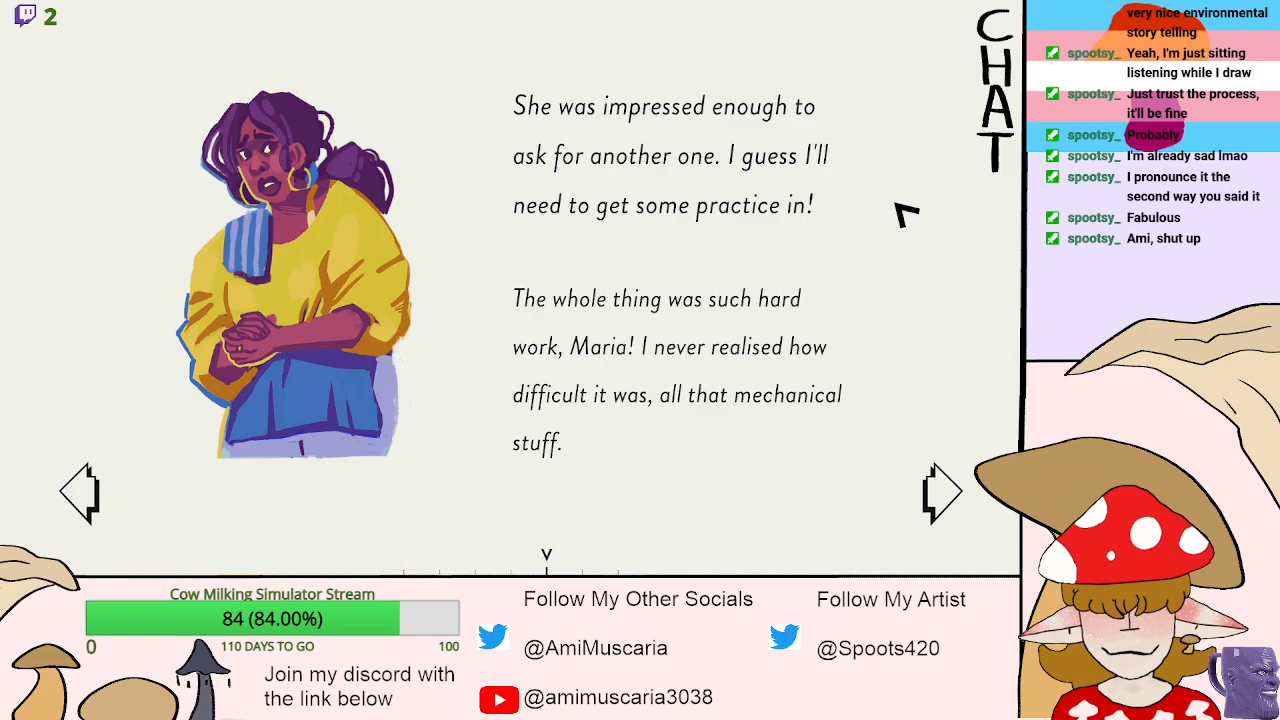 2
She was impressed enough to
ask for another one. I guess I'll
need to get some practice in!
The whole thing was such hard
work, Maria! I never realised how
difficult it was, all that mechanical
stuff.
CHAT
very nice environmental
story telling
spootsy_ Yeah, I'm just sitting
listening while I draw
spootsy_ Just trust the process,
it'll be fine
spootsy_ Probably
spootsy_ I'm already sad lmao
spootsy_ I pronounce it the
second way you said it
spootsy_ Fabulous
spootsy_ Ami, shut up
Cow Milking Simulator Stream
84 (84.00%)
0 110 DAYS TO GO 100
Join my discord with
the link below
Follow My Other Socials
@AmiMuscaria
@amimuscaria3038
Follow My Artist
@Spoots420